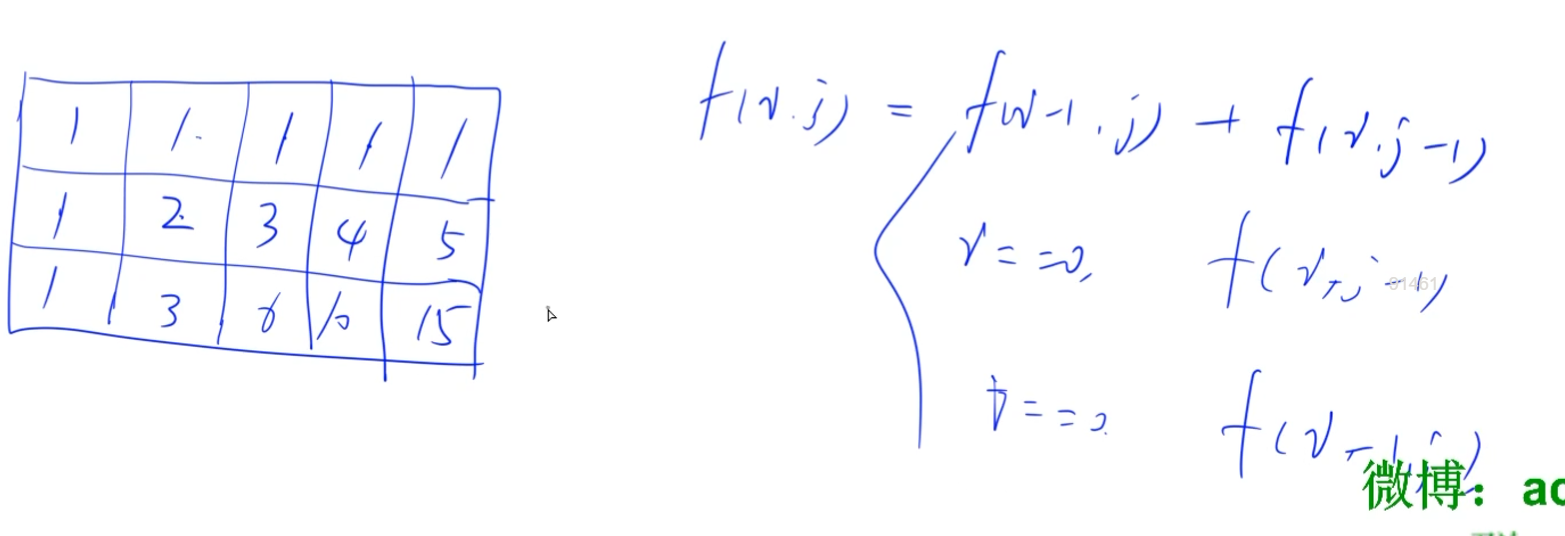 1 1 1 1 1
1 2 3 4 5
1 3 6 10 15
f(i,j) = f(i-1,j) + f(i,j-1)
i==0, f(i,j-1)
j==0 f(i-1,j)
91461
微博：ac